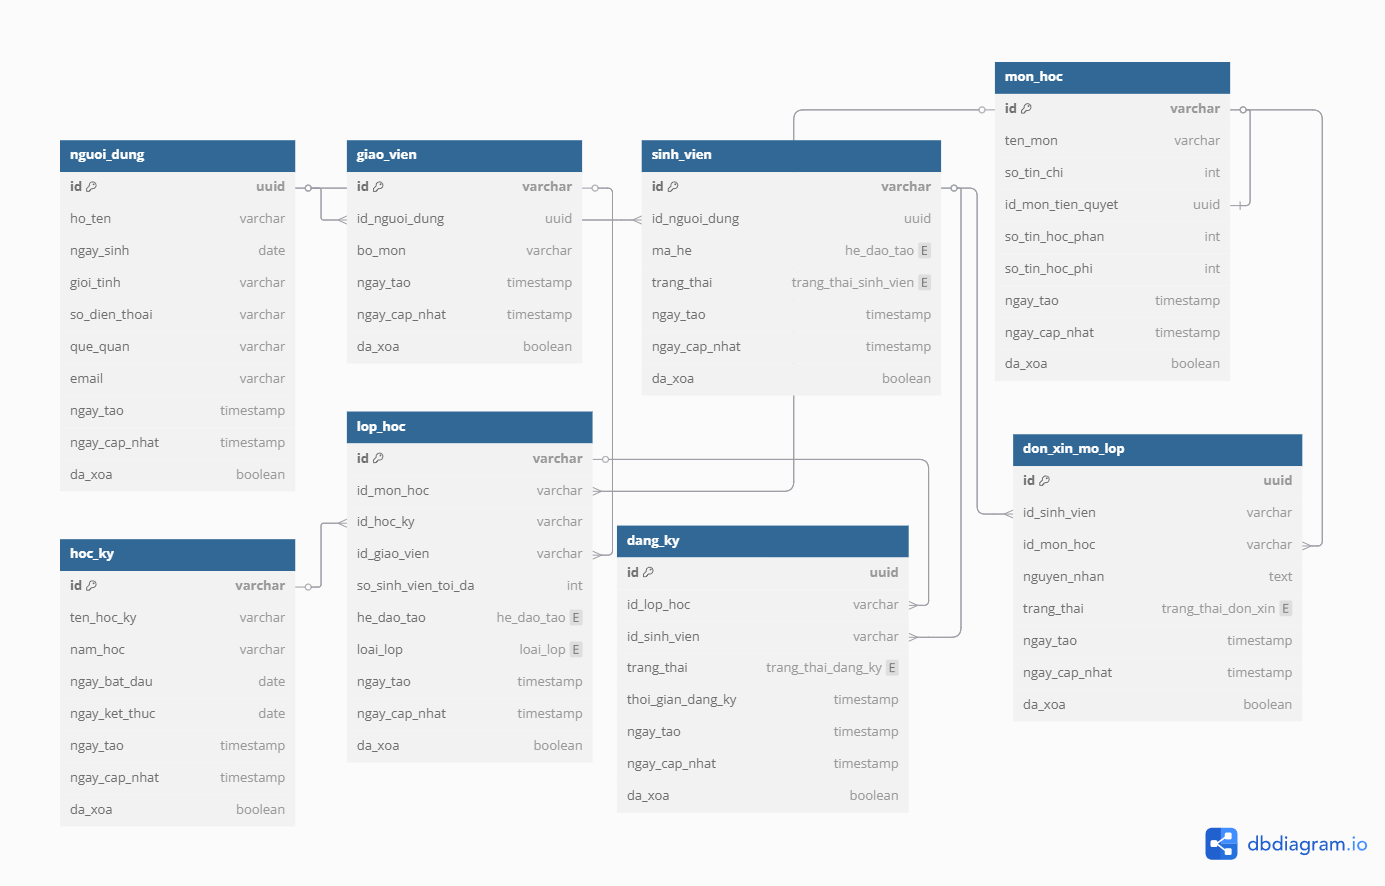 nguoi_dung
id uuid
ho_ten varchar
ngay_sinh date
gioi_tinh varchar
so_dien_thoai varchar
que_quan varchar
email varchar
ngay_tao timestamp
ngay_cap_nhat timestamp
da_xoa boolean
giao_vien
id varchar
id_nguoi_dung uuid
bo_mon varchar
ngay_tao timestamp
ngay_cap_nhat timestamp
da_xoa boolean
sinh_vien
id varchar
id_nguoi_dung uuid
ma_he he_dao_tao E
trang_thai trang_thai_sinh_vien E
ngay_tao timestamp
ngay_cap_nhat timestamp
da_xoa boolean
mon_hoc
id varchar
ten_mon varchar
so_tin_chi int
id_mon_tien_quyet uuid
so_tin_hoc_phan int
so_tin_hoc_phi int
ngay_tao timestamp
ngay_cap_nhat timestamp
da_xoa boolean
hoc_ky
id varchar
ten_hoc_ky varchar
nam_hoc varchar
ngay_bat_dau date
ngay_ket_thuc date
ngay_tao timestamp
ngay_cap_nhat timestamp
da_xoa boolean
lop_hoc
id varchar
id_mon_hoc varchar
id_hoc_ky varchar
id_giao_vien varchar
so_sinh_vien_toi_da int
he_dao_tao he_dao_tao E
loai_lop loai_lop E
ngay_tao timestamp
ngay_cap_nhat timestamp
da_xoa boolean
dang_ky
id uuid
id_lop_hoc varchar
id_sinh_vien varchar
trang_thai trang_thai_dang_ky E
thoi_gian_dang_ky timestamp
ngay_tao timestamp
ngay_cap_nhat timestamp
da_xoa boolean
don_xin_mo_lop
id uuid
id_sinh_vien varchar
id_mon_hoc varchar
nguyen_nhan text
trang_thai trang_thai_don_xin E
ngay_tao timestamp
ngay_cap_nhat timestamp
da_xoa boolean
dbdiagram.io